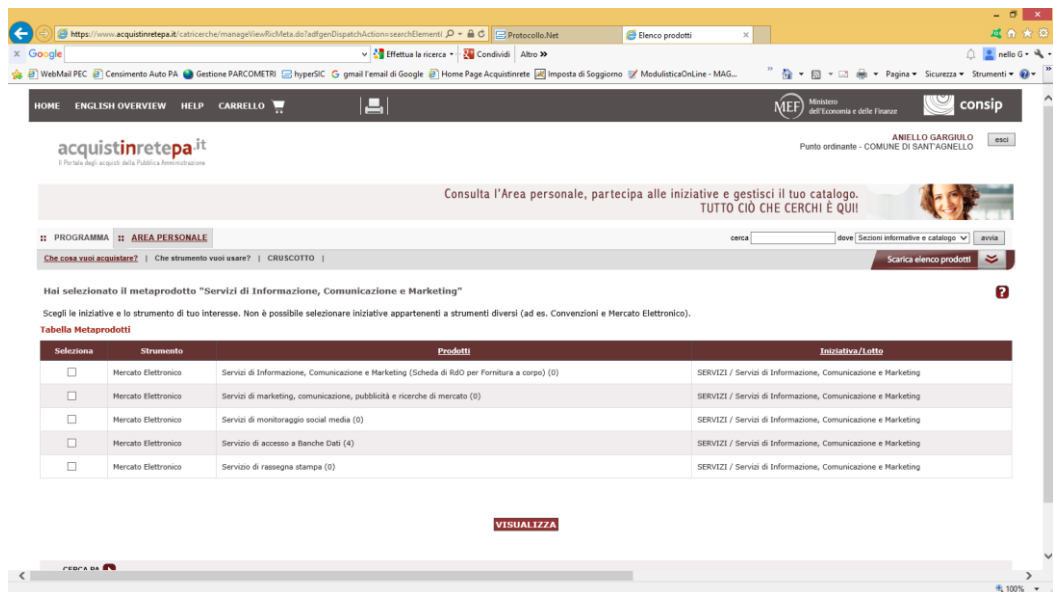 https://www.acquistinretepa.it/catricerche/manageViewRicMeta.do?adfgenDispatchAction=searchElement(
Protocollo.Net
Elenco prodotti
Google
Effettua la ricerca
Condividi
Altro »
nello G
WebMail PEC
Censimento Auto PA
Gestione PARCOMETRI
hyperSIC
gmail l'email di Google
Home Page Acquistinrete
Imposta di Soggiorno
ModulisticaOnLine - MAG...
Pagina
Sicurezza
Strumenti
HOME ENGLISH OVERVIEW HELP CARRELLO
MEF Ministero
dell'Economia e delle Finanze
consip
acquistinretepa.it
Il Portale degli acquisti della Pubblica Amministrazione
ANIELLO GARGIULO
Punto ordinante - COMUNE DI SANT'AGNELLO
esci
Consulta l'Area personale, partecipa alle iniziative e gestisci il tuo catalogo.
TUTTO CIÒ CHE CERCHI È QUI!
:: PROGRAMMA :: AREA PERSONALE
cerca dove Sezioni informative e catalogo avvia
Che cosa vuoi acquistare? | Che strumento vuoi usare? | CRUSCOTTO |
Scarica elenco prodotti
Hai selezionato il metaprodotto "Servizi di Informazione, Comunicazione e Marketing"
?
Scegli le iniziative e lo strumento di tuo interesse. Non è possibile selezionare iniziative appartenenti a strumenti diversi (ad es. Convenzioni e Mercato Elettronico).
Tabella Metaprodotti
Seleziona Strumento Prodotti Iniziativa/Lotto
Mercato Elettronico Servizi di Informazione, Comunicazione e Marketing (Scheda di RdO per Fornitura a corpo) (0) SERVIZI / Servizi di Informazione, Comunicazione e Marketing
Mercato Elettronico Servizi di marketing, comunicazione, pubblicità e ricerche di mercato (0) SERVIZI / Servizi di Informazione, Comunicazione e Marketing
Mercato Elettronico Servizi di monitoraggio social media (0) SERVIZI / Servizi di Informazione, Comunicazione e Marketing
Mercato Elettronico Servizio di accesso a Banche Dati (4) SERVIZI / Servizi di Informazione, Comunicazione e Marketing
Mercato Elettronico Servizio di rassegna stampa (0) SERVIZI / Servizi di Informazione, Comunicazione e Marketing
VISUALIZZA
CERCA PA
100%